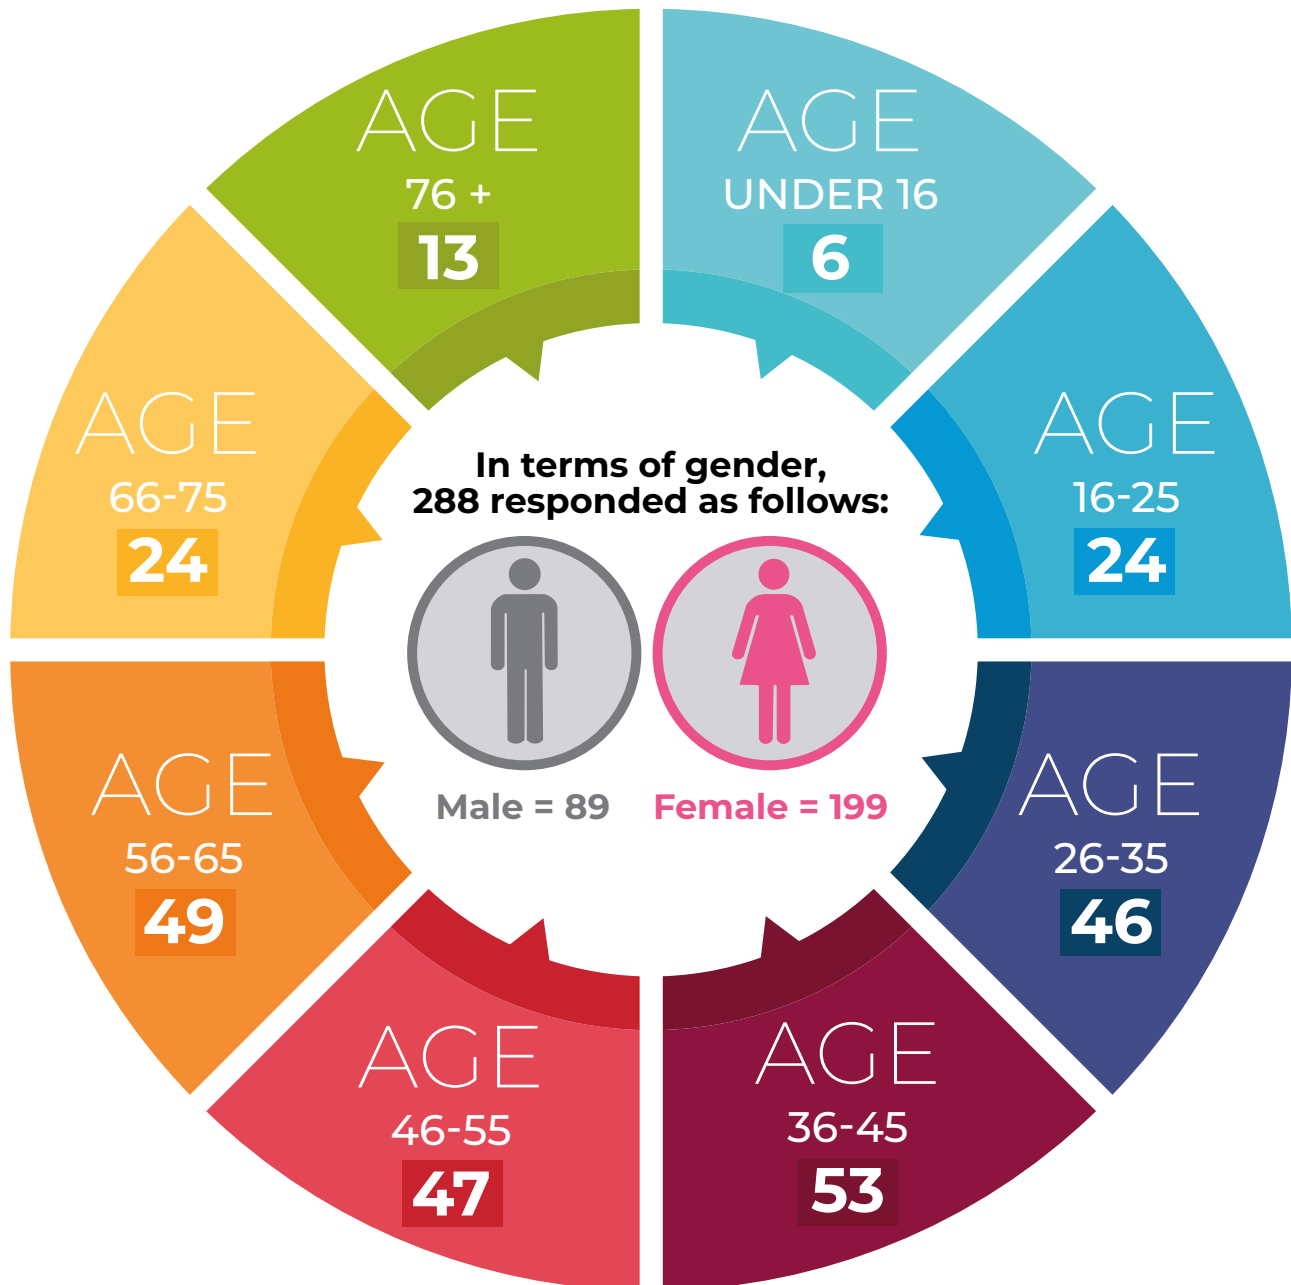 AGE
UNDER 16
6
AGE
16-25
24
AGE
26-35
46
AGE
36-45
53
AGE
46-55
47
AGE
56-65
49
AGE
66-75
24
AGE
76 +
13
In terms of gender,
288 responded as follows:
Male = 89
Female = 199